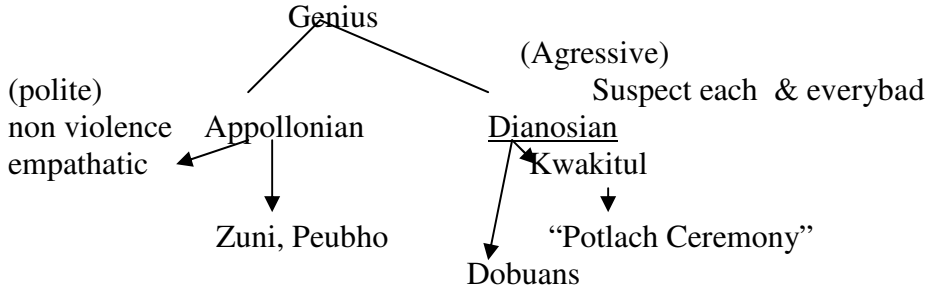 Genius
(Agressive)
(polite) Suspect each & everybad
non violence Appollonian Dianosian
empathatic Kwakitul
Zuni, Peubho “Potlach Ceremony”
Dobuans